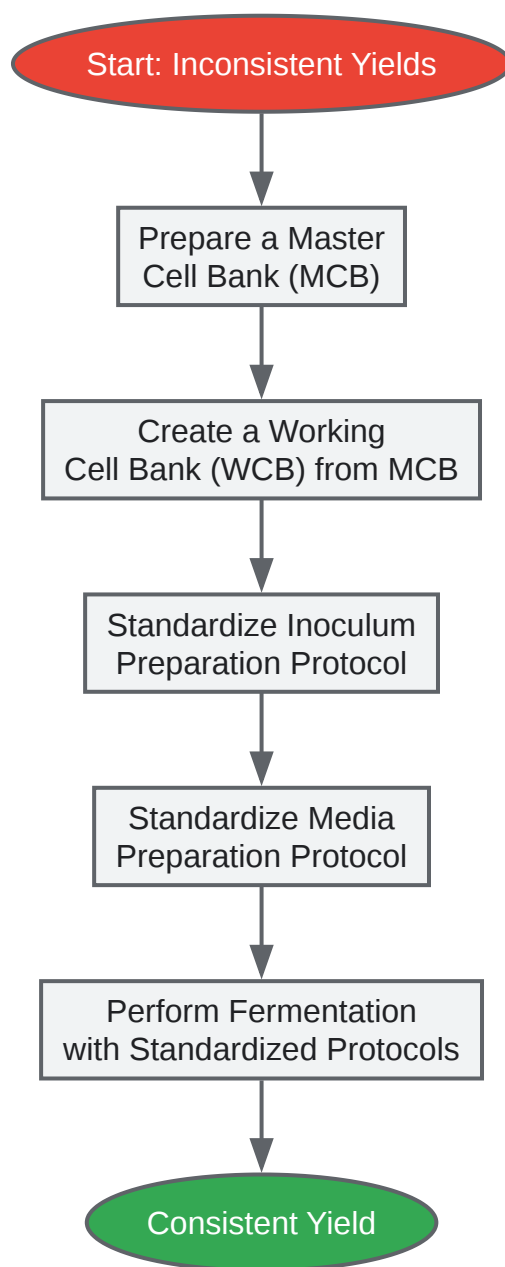 Start: Inconsistent Yields
Prepare a Master
Cell Bank (MCB)
Create a Working
Cell Bank (WCB) from MCB
Standardize Inoculum
Preparation Protocol
Standardize Media
Preparation Protocol
Perform Fermentation
with Standardized Protocols
Consistent Yield